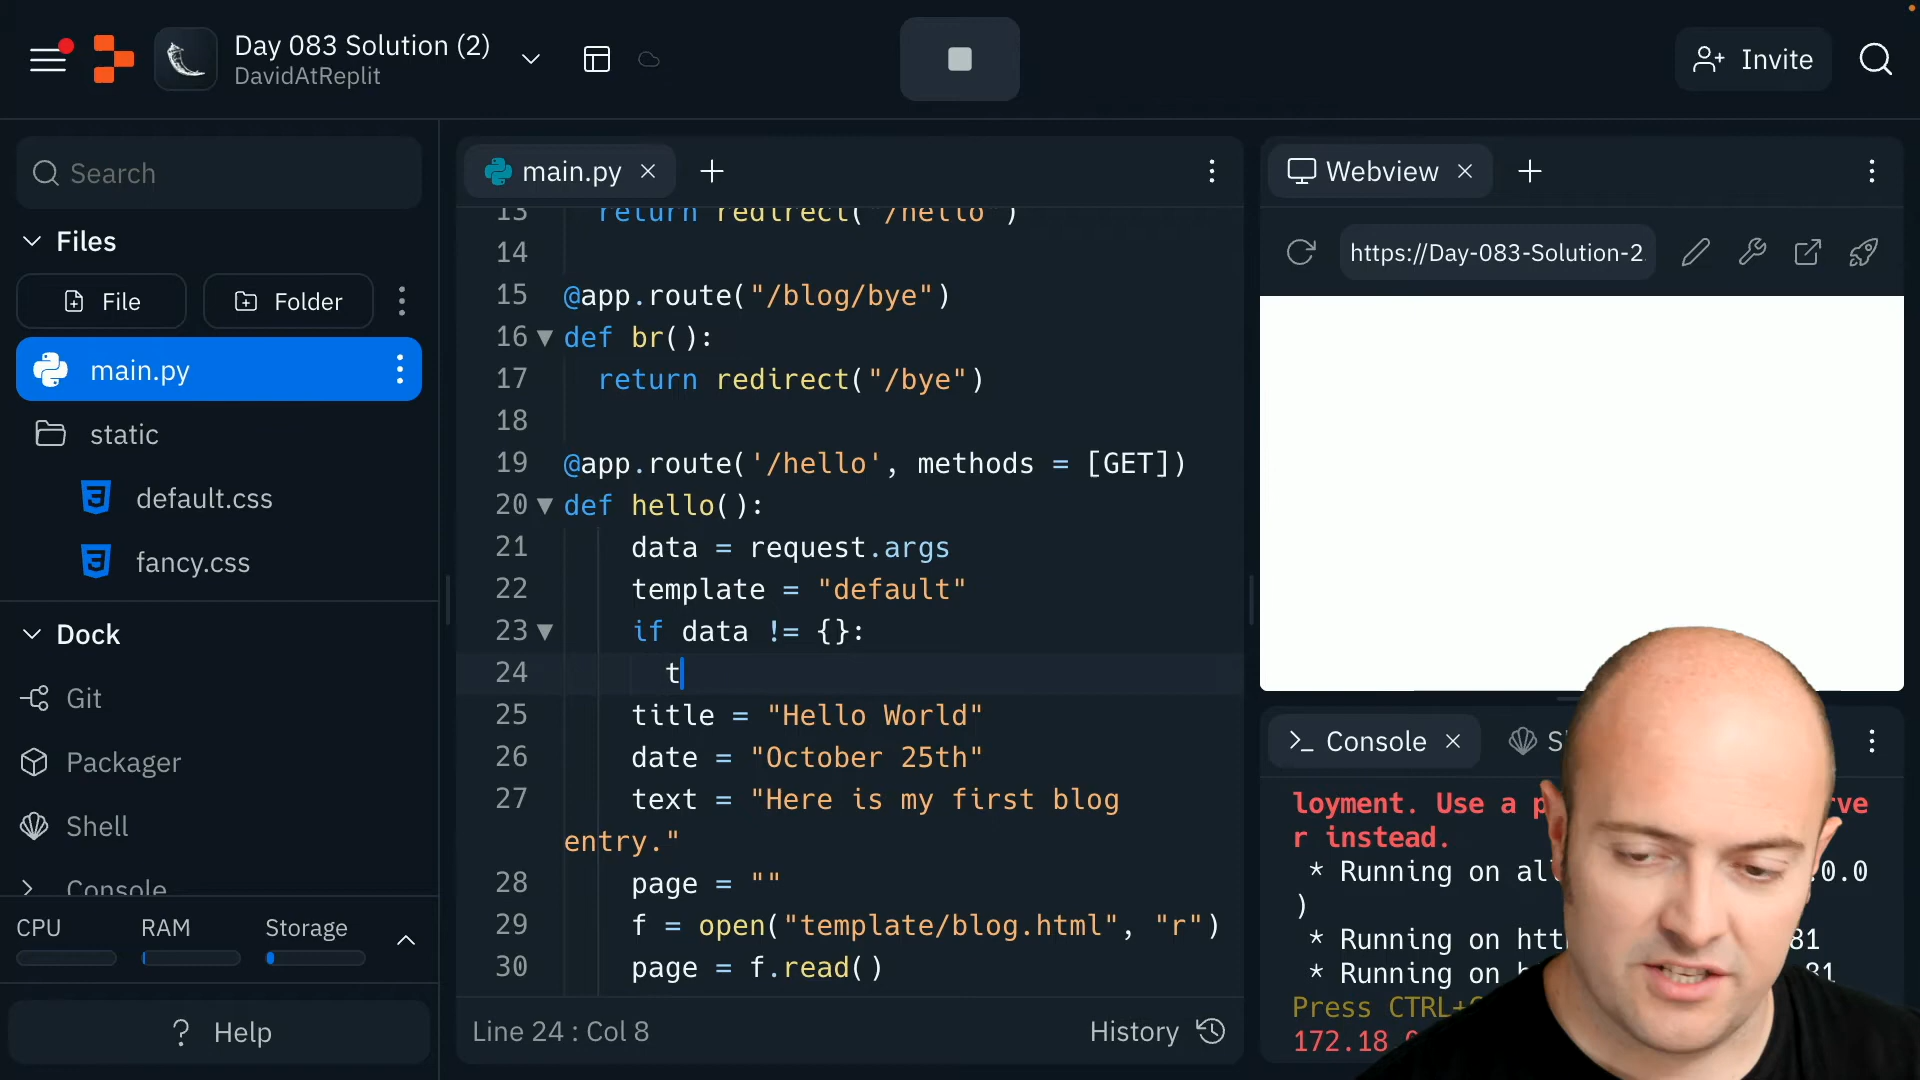 Day 083 Solution (2)
DavidAtReplit
Invite
Search
Files
File
Folder
main.py
static
default.css
fancy.css
Dock
Git
Packager
Shell
Console
CPU
RAM
Storage
Help
main.py
13 return redirect("/hello")
14
15 @app.route("/blog/bye")
16 def br():
17 return redirect("/bye")
18
19 @app.route('/hello', methods = [GET])
20 def hello():
21 data = request.args
22 template = "default"
23 if data != {}:
24 t
25 title = "Hello World"
26 date = "October 25th"
27 text = "Here is my first blog
entry."
28 page = ""
29 f = open("template/blog.html", "r")
30 page = f.read()
Line 24 : Col 8
History
Webview
https://Day-083-Solution-2.
Console
loyment. Use a
r instead.
* Running on
)
* Running on
* Running on
Press
172.18